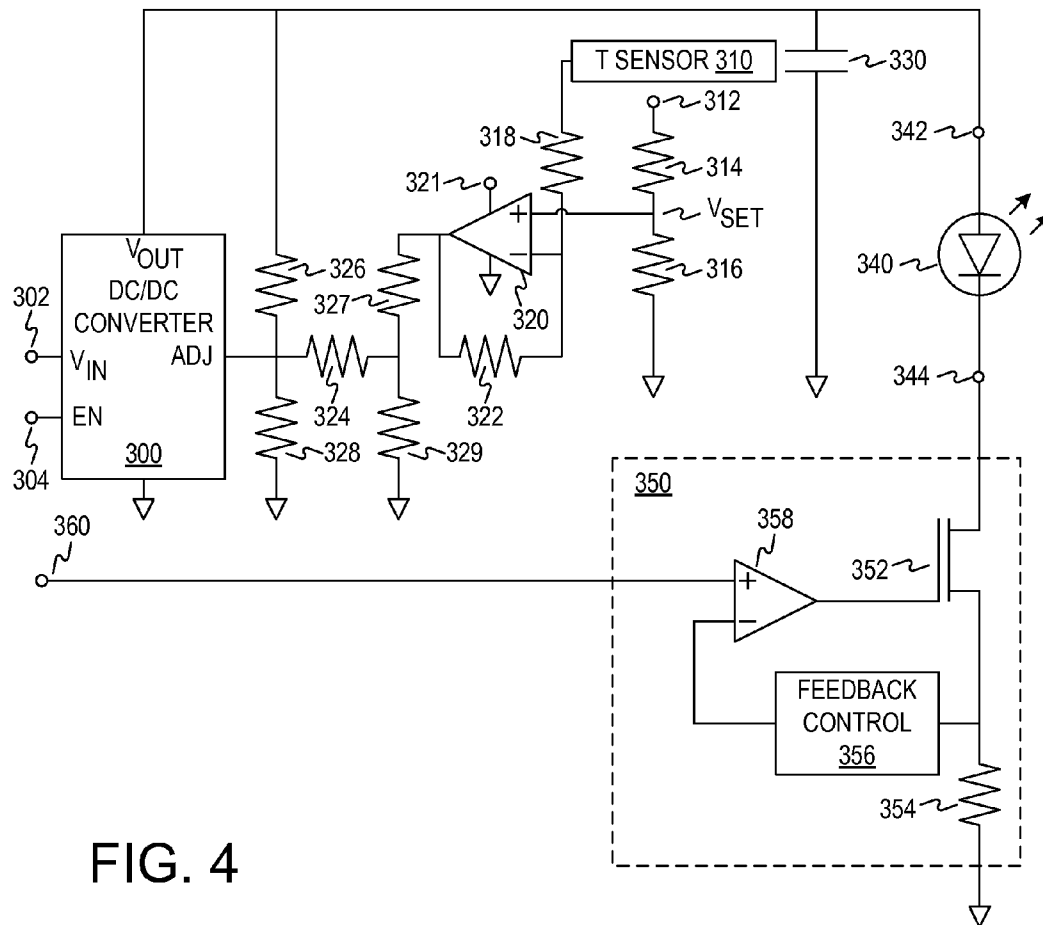 T SENSOR 310
330
312
342
318
314
321
+
V_SET
−
V_OUT
DC/DC
CONVERTER
326
316
340
302
327
320
V_IN
ADJ
344
324
322
EN
304
300
328
329
350
360
358
+
352
−
FEEDBACK
CONTROL
356
354
FIG. 4